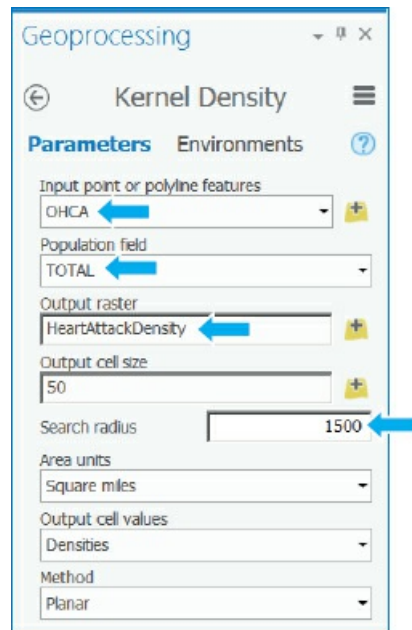 Geoprocessing
Kernel Density
Parameters Environments ?
Input point or polyline features
OHCA
Population field
TOTAL
Output raster
HeartAttackDensity
Output cell size
50
Search radius 1500
Area units
Square miles
Output cell values
Densities
Method
Planar